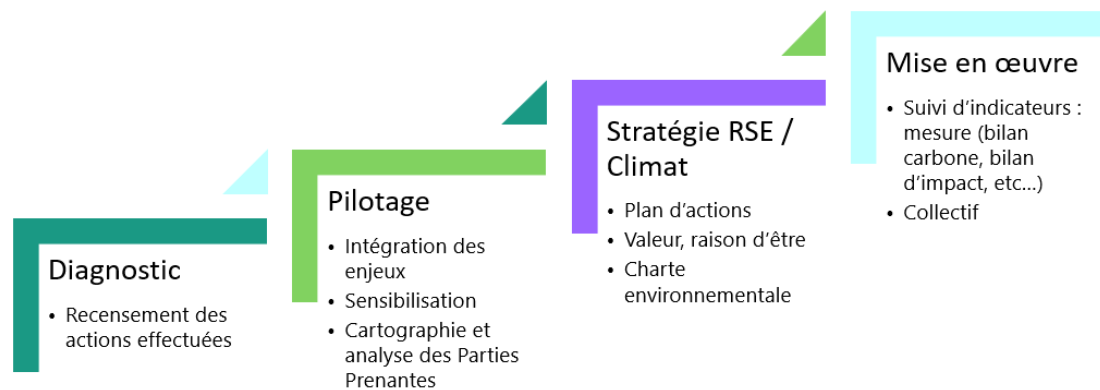 Diagnostic
• Recensement des
actions effectuées
Pilotage
• Intégration des
enjeux
• Sensibilisation
• Cartographie et
analyse des Parties
Prenantes
Stratégie RSE /
Climat
• Plan d’actions
• Valeur, raison d’être
• Charte
environnementale
Mise en œuvre
• Suivi d’indicateurs :
mesure (bilan
carbone, bilan
d’impact, etc…)
• Collectif